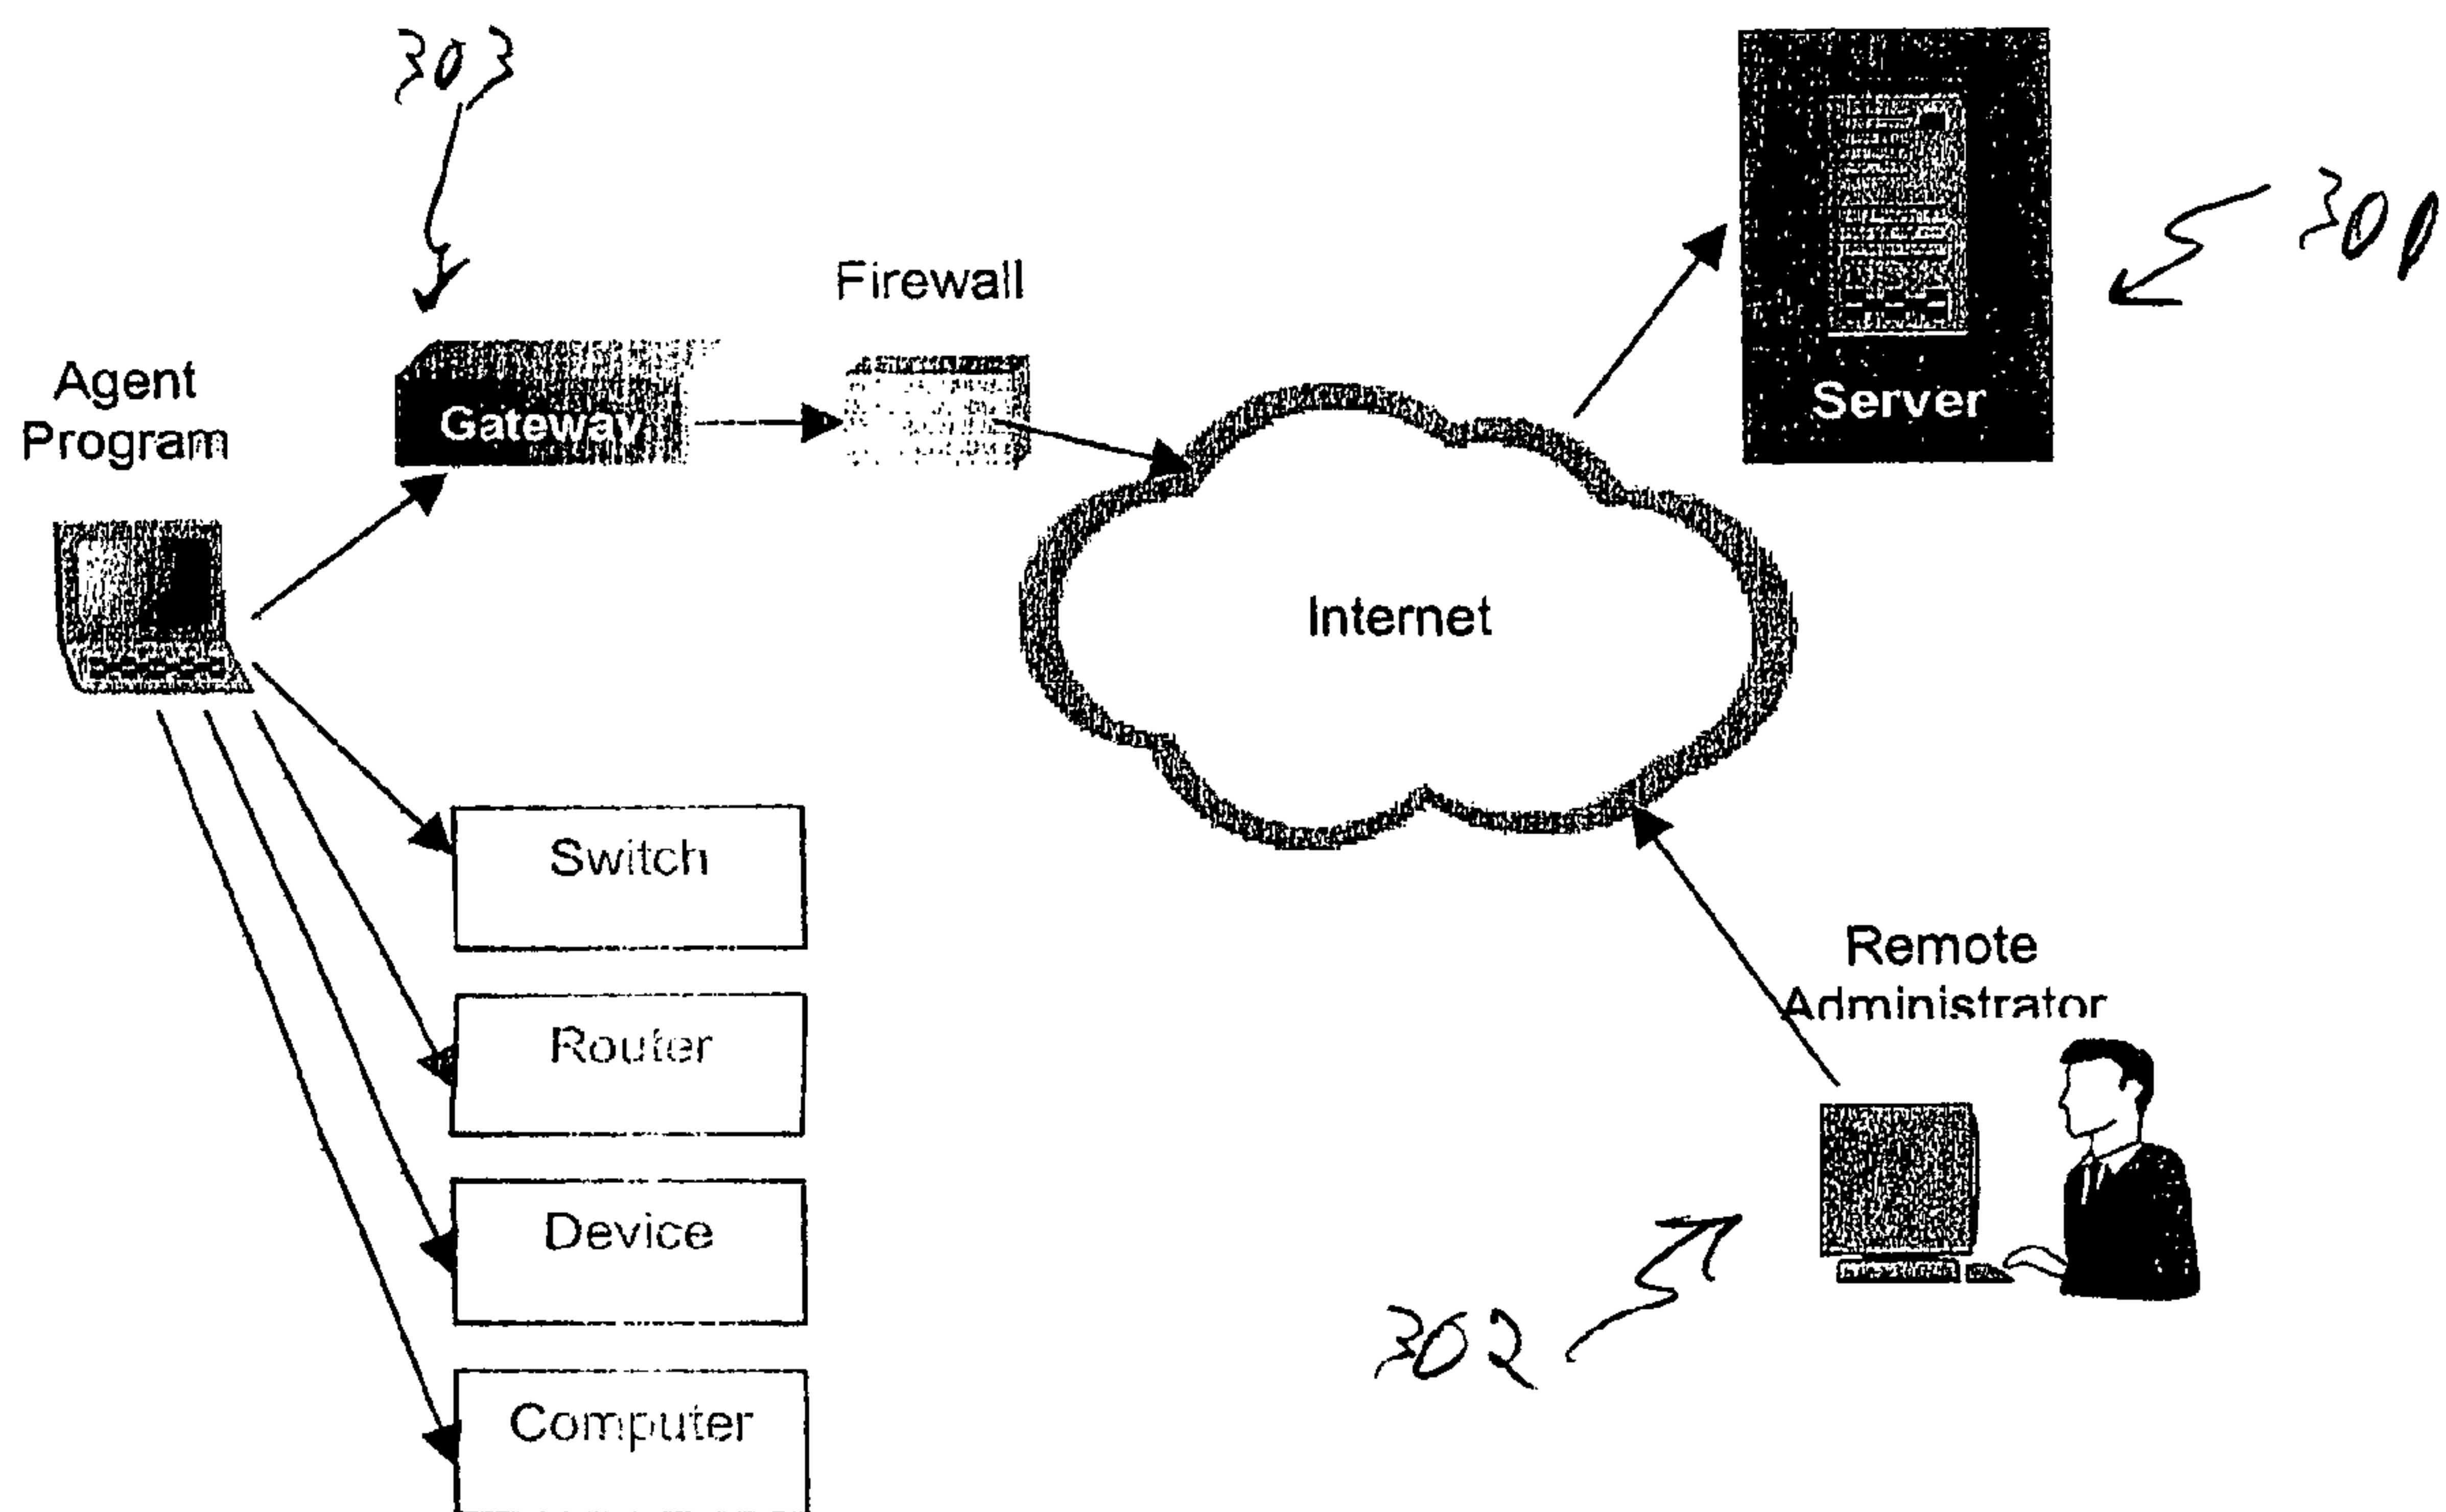 303
301
Firewall
Agent
Program
Gateway
Server
Internet
Switch
Remote
Administrator
Router
Device
302
Computer